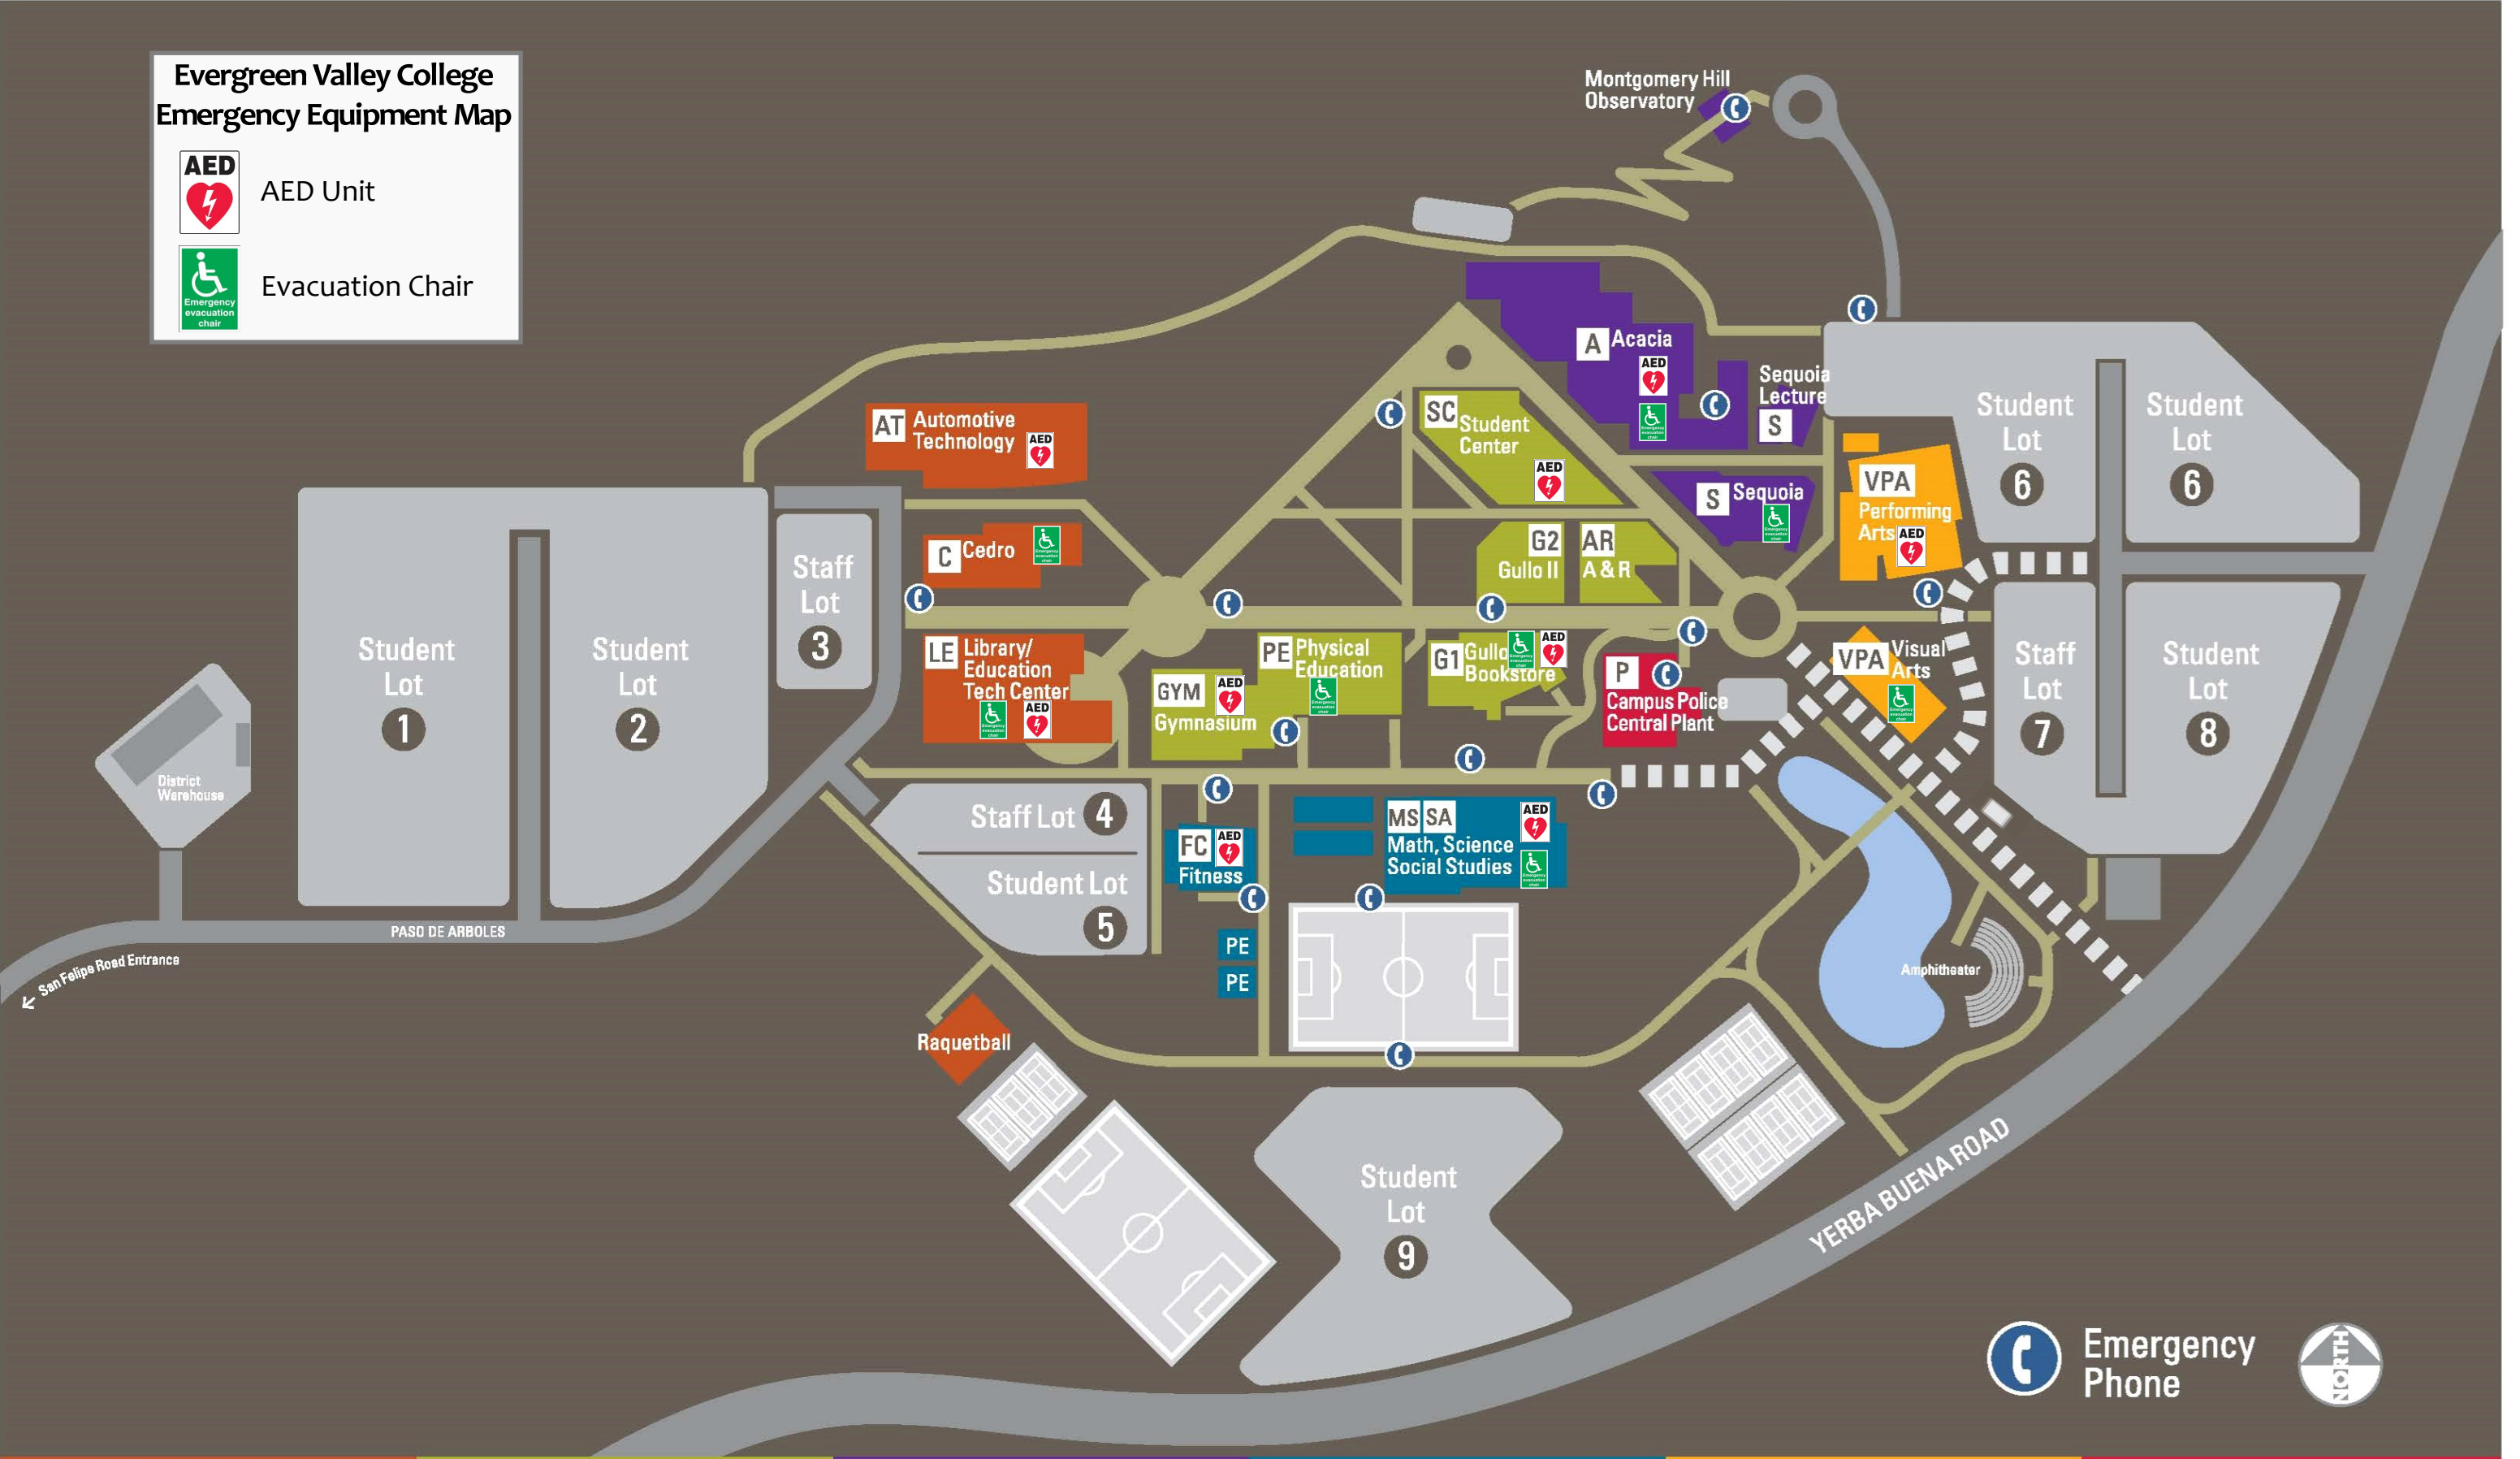 Evergreen Valley College
Emergency Equipment Map
AED
AED Unit
Emergency
evacuation
chair
Evacuation Chair
Montgomery Hill
Observatory
A Acacia
AED
Sequoia
Lecture
S
SC Student
Center
AED
AT Automotive
Technology
AED
S Sequoia
VPA
Performing
Arts
AED
Student
Lot
6
Student
Lot
6
C Cedro
G2
Gullo II
AR
A & R
Staff
Lot
3
Student
Lot
1
Student
Lot
2
LE Library/
Education
Tech Center
AED
PE Physical
Education
GYM
AED
Gymnasium
G1 Gullo
Bookstore
AED
P
Campus Police
Central Plant
VPA Visual
Arts
Staff
Lot
7
Student
Lot
8
District
Warehouse
Staff Lot 4
Student Lot
5
FC
AED
Fitness
MS SA
Math, Science
Social Studies
AED
PE
PE
PASO DE ARBOLES
San Felipe Road Entrance
Amphitheater
Raquetball
Student
Lot
9
YERBA BUENA ROAD
Emergency
Phone
NORTH